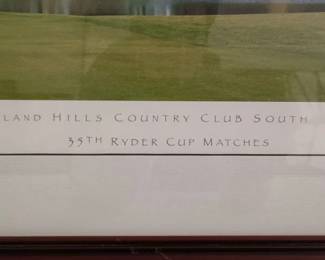 LAND HILLS COUNTRY CLUB SOUTH
35TH RYDER CUP MATCHES